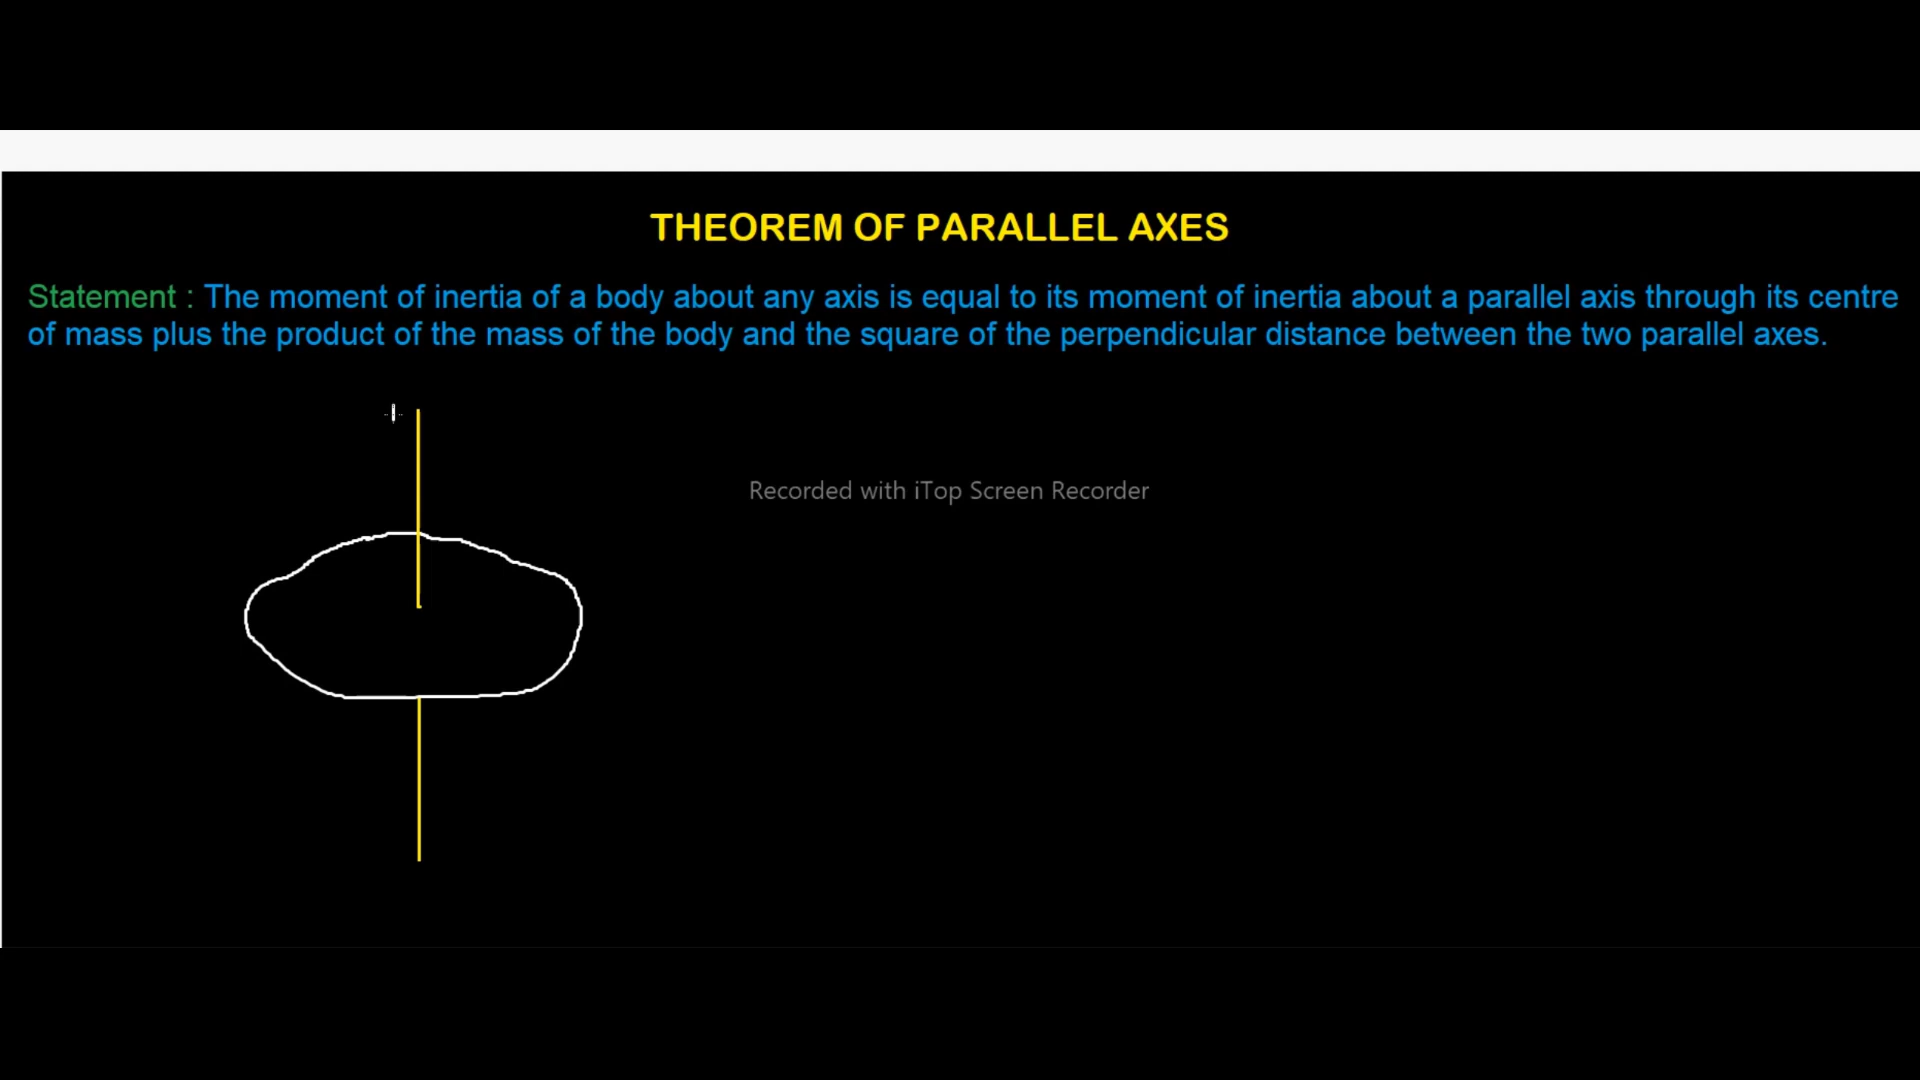 THEOREM OF PARALLEL AXES
Statement : The moment of inertia of a body about any axis is equal to its moment of inertia about a parallel axis through its centre
of mass plus the product of the mass of the body and the square of the perpendicular distance between the two parallel axes.
Recorded with iTop Screen Recorder